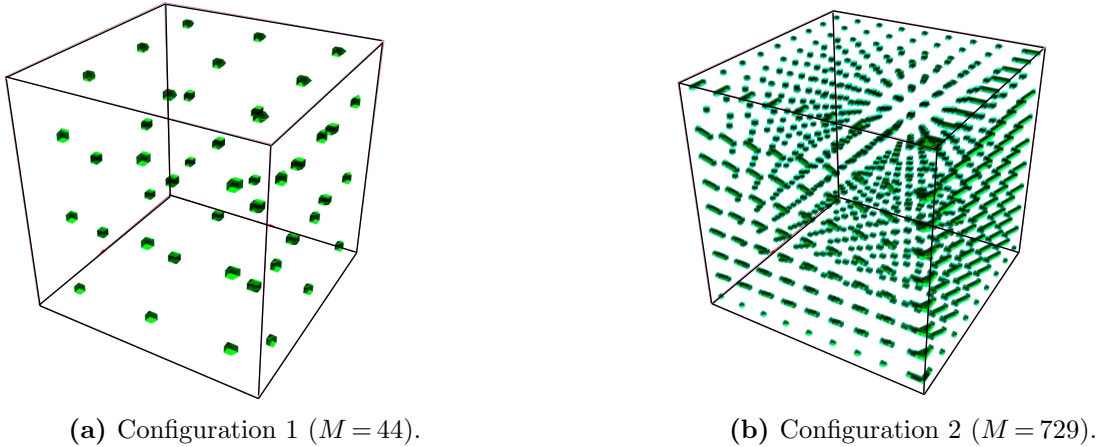 (a) Configuration 1 (M = 44).
(b) Configuration 2 (M = 729).